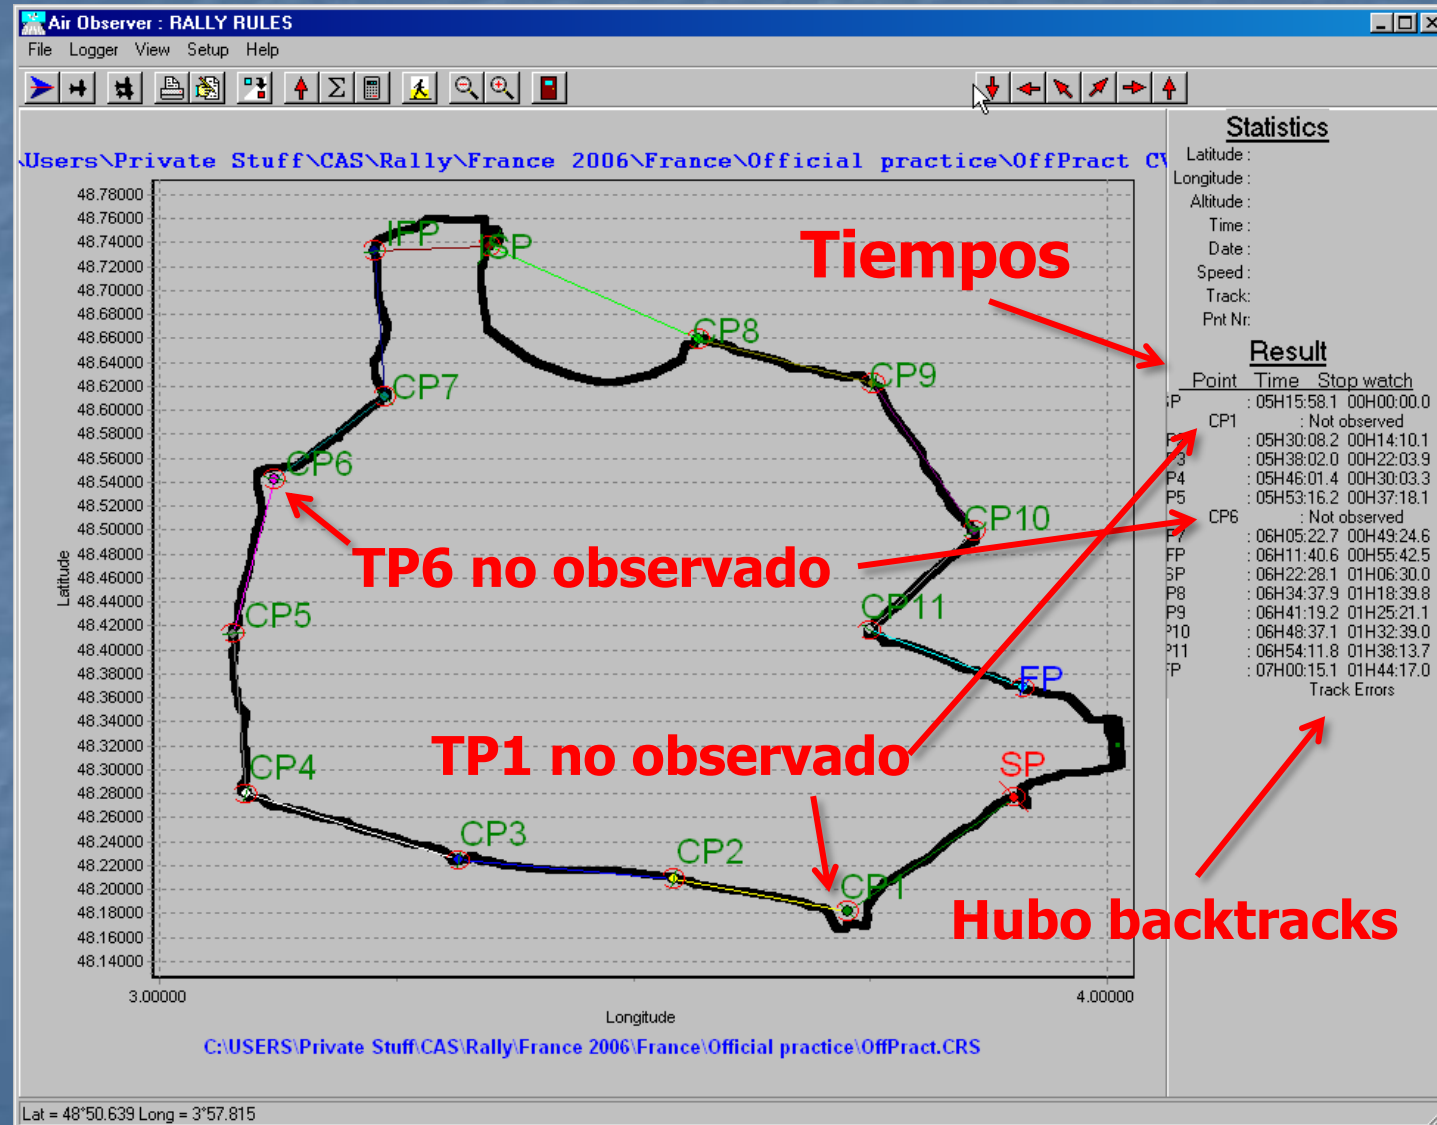 Air Observer : RALLY RULES
File Logger View Setup Help
\Users\Private Stuff\CAS\Rally\France 2006\France\Official practice\OffPract CV
48.78000
48.76000
48.74000
48.72000
48.70000
48.68000
48.66000
48.64000
48.62000
48.60000
48.58000
48.56000
48.54000
48.52000
48.50000
48.48000
48.46000
48.44000
48.42000
48.40000
48.38000
48.36000
48.34000
48.32000
48.30000
48.28000
48.26000
48.24000
48.22000
48.20000
48.18000
48.16000
48.14000
Latitude
3.00000
4.00000
Longitude
IFP
ISP
CP8
CP9
CP7
CP6
CP10
CP11
CP5
FP
SP
CP4
CP3
CP2
CP1
Tiempos
TP6 no observado
TP1 no observado
Hubo backtracks
C:\USERS\Private Stuff\CAS\Rally\France 2006\France\Official practice\OffPract.CRS
Statistics
Latitude :
Longitude :
Altitude :
Time :
Date :
Speed :
Track:
Pnt Nr:
Result
Point Time Stop watch
SP : 05H15:58.1 00H00:00.0
CP1 : Not observed
P2 : 05H30:08.2 00H14:10.1
P3 : 05H38:02.0 00H22:03.9
P4 : 05H46:01.4 00H30:03.3
P5 : 05H53:16.2 00H37:18.1
CP6 : Not observed
P7 : 06H05:22.7 00H49:24.6
FP : 06H11:40.6 00H55:42.5
SP : 06H22:28.1 01H06:30.0
P8 : 06H34:37.9 01H18:39.8
P9 : 06H41:19.2 01H25:21.1
P10 : 06H48:37.1 01H32:39.0
P11 : 06H54:11.8 01H38:13.7
FP : 07H00:15.1 01H44:17.0
Track Errors
Lat = 48°50.639 Long = 3°57.815